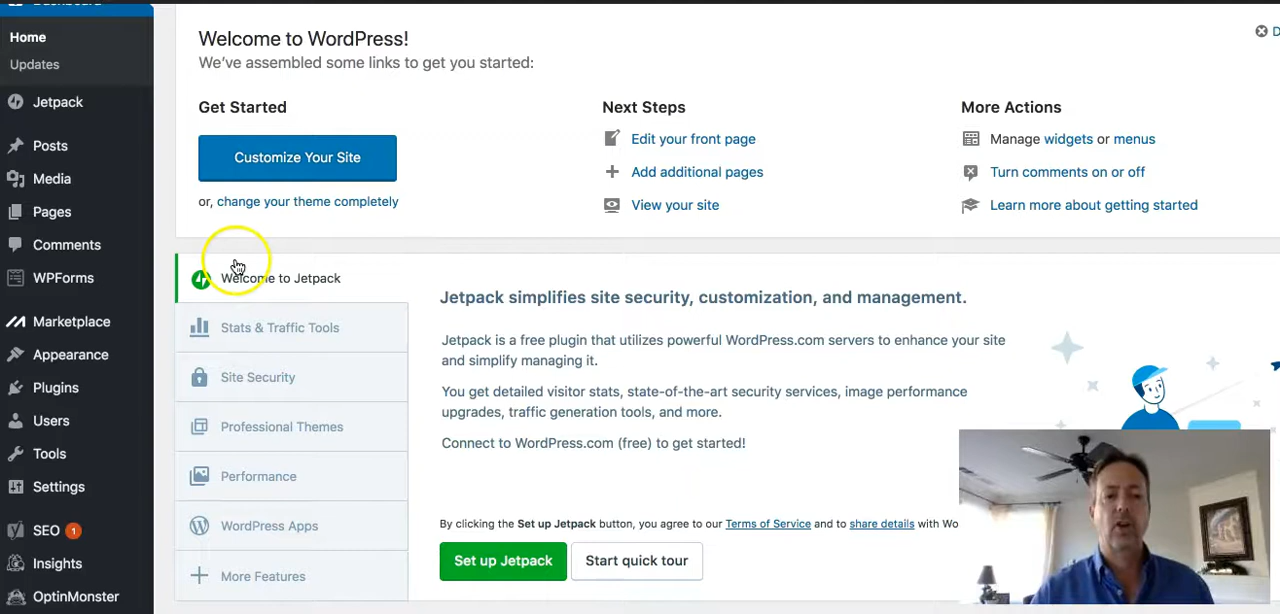 Dashboard
Home
Updates
Jetpack
Posts
Media
Pages
Comments
WPForms
Marketplace
Appearance
Plugins
Users
Tools
Settings
SEO 1
Insights
OptinMonster
Welcome to WordPress!
We've assembled some links to get you started:
D
Get Started
Customize Your Site
or, change your theme completely
Next Steps
Edit your front page
Add additional pages
View your site
More Actions
Manage widgets or menus
Turn comments on or off
Learn more about getting started
Welcome to Jetpack
Stats & Traffic Tools
Site Security
Professional Themes
Performance
WordPress Apps
More Features
Jetpack simplifies site security, customization, and management.
Jetpack is a free plugin that utilizes powerful WordPress.com servers to enhance your site
and simplify managing it.
You get detailed visitor stats, state-of-the-art security services, image performance
upgrades, traffic generation tools, and more.
Connect to WordPress.com (free) to get started!
By clicking the Set up Jetpack button, you agree to our Terms of Service and to share details with Wo
Set up Jetpack
Start quick tour